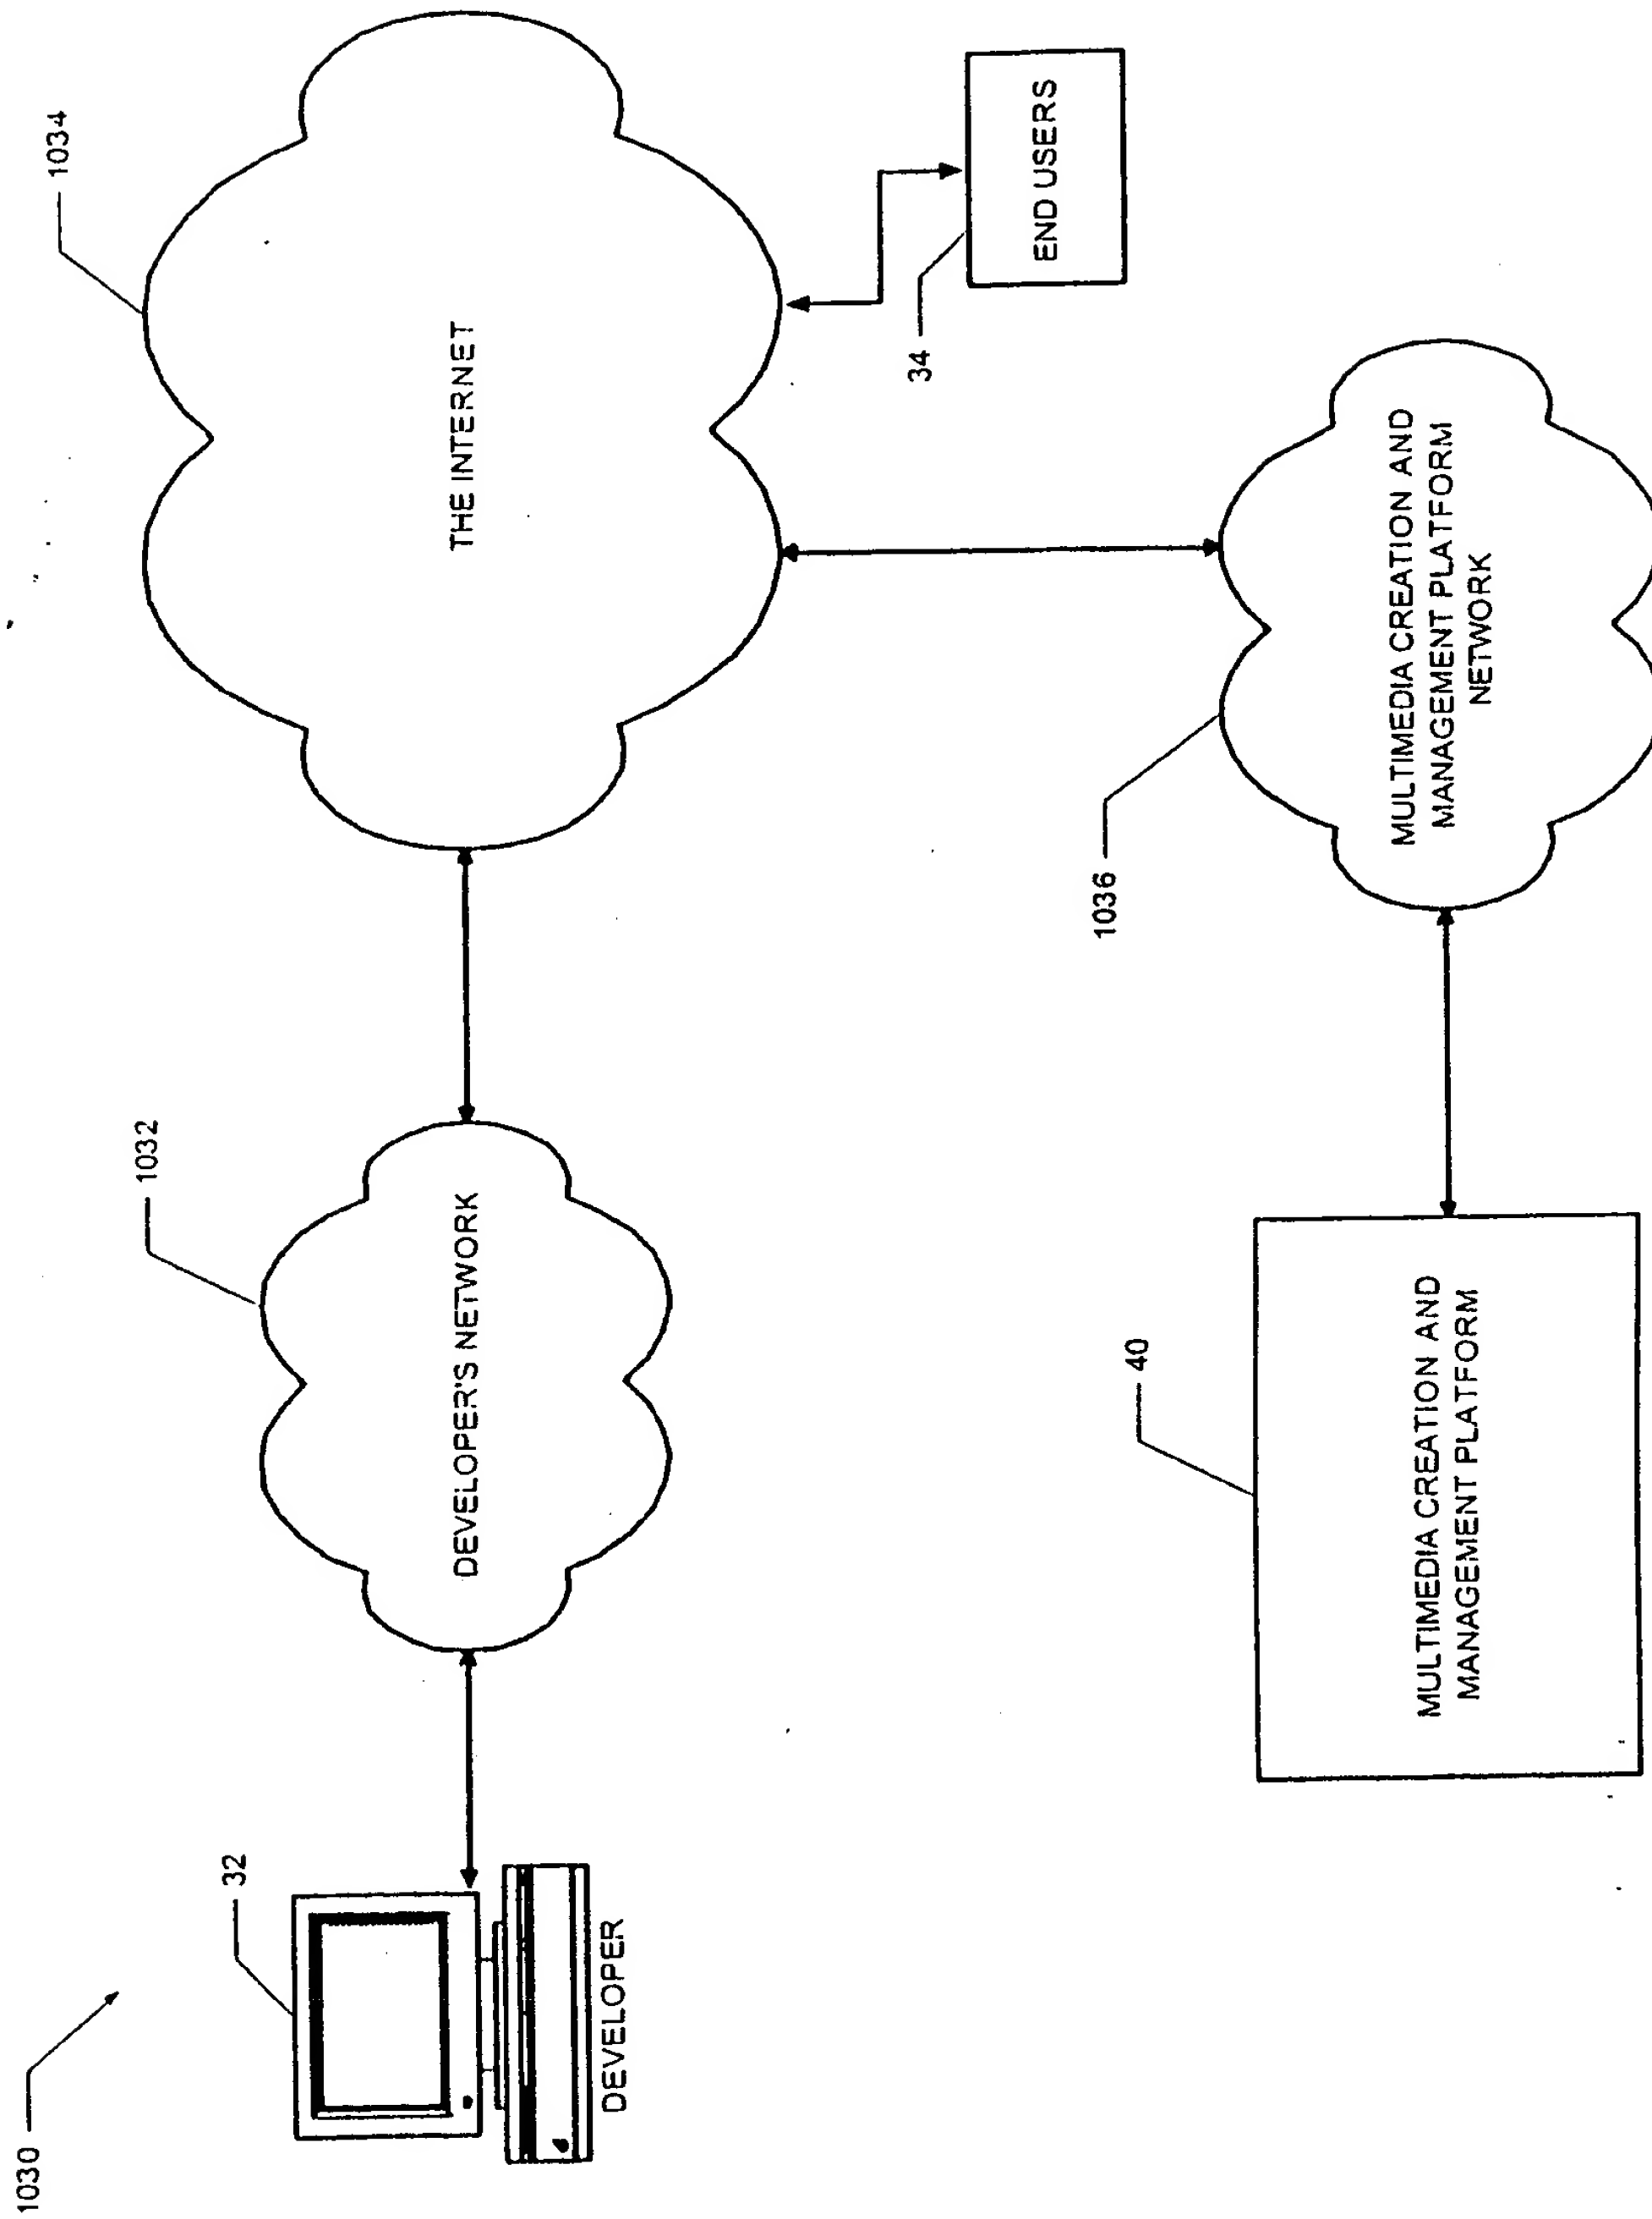 1030
32
DEVELOPER
1032
DEVELOPER'S NETWORK
1034
THE INTERNET
34
END USERS
40
MULTIMEDIA CREATION AND
MANAGEMENT PLATFORM
1036
MULTIMEDIA CREATION AND
MANAGEMENT PLATFORM
NETWORK